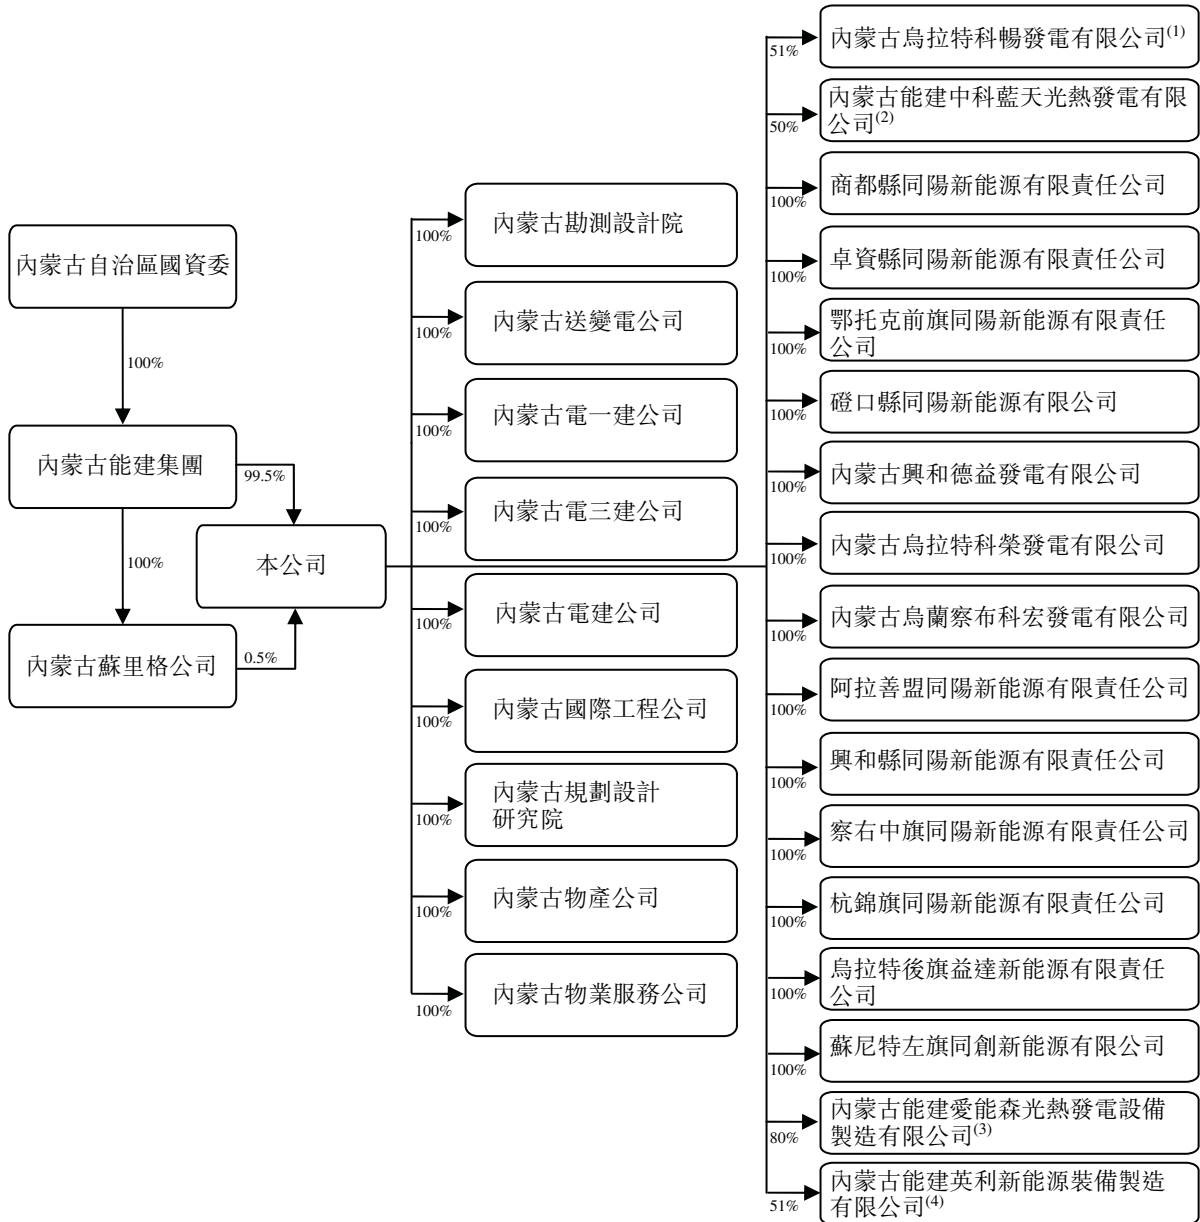 內蒙古自治區國資委
100%
內蒙古能建集團
99.5%
100%
本公司
內蒙古蘇里格公司
0.5%
內蒙古勘測設計院
100%
內蒙古送變電公司
100%
內蒙古電一建公司
100%
內蒙古電三建公司
100%
內蒙古電建公司
100%
內蒙古國際工程公司
100%
內蒙古規劃設計
研究院
100%
內蒙古物產公司
100%
內蒙古物業服務公司
100%
內蒙古烏拉特科暢發電有限公司(1)
51%
內蒙古能建中科藍天光熱發電有限
公司(2)
50%
商都縣同陽新能源有限責任公司
100%
卓資縣同陽新能源有限責任公司
100%
鄂托克前旗同陽新能源有限責任
公司
100%
磴口縣同陽新能源有限公司
100%
內蒙古興和德益發電有限公司
100%
內蒙古烏拉特科榮發電有限公司
100%
內蒙古烏蘭察布科宏發電有限公司
100%
阿拉善盟同陽新能源有限責任公司
100%
興和縣同陽新能源有限責任公司
100%
察右中旗同陽新能源有限責任公司
100%
杭錦旗同陽新能源有限責任公司
100%
烏拉特後旗益達新能源有限責任
公司
100%
蘇尼特左旗同創新能源有限公司
100%
內蒙古能建愛能森光熱發電設備
製造有限公司(3)
80%
內蒙古能建英利新能源裝備製造
有限公司(4)
51%